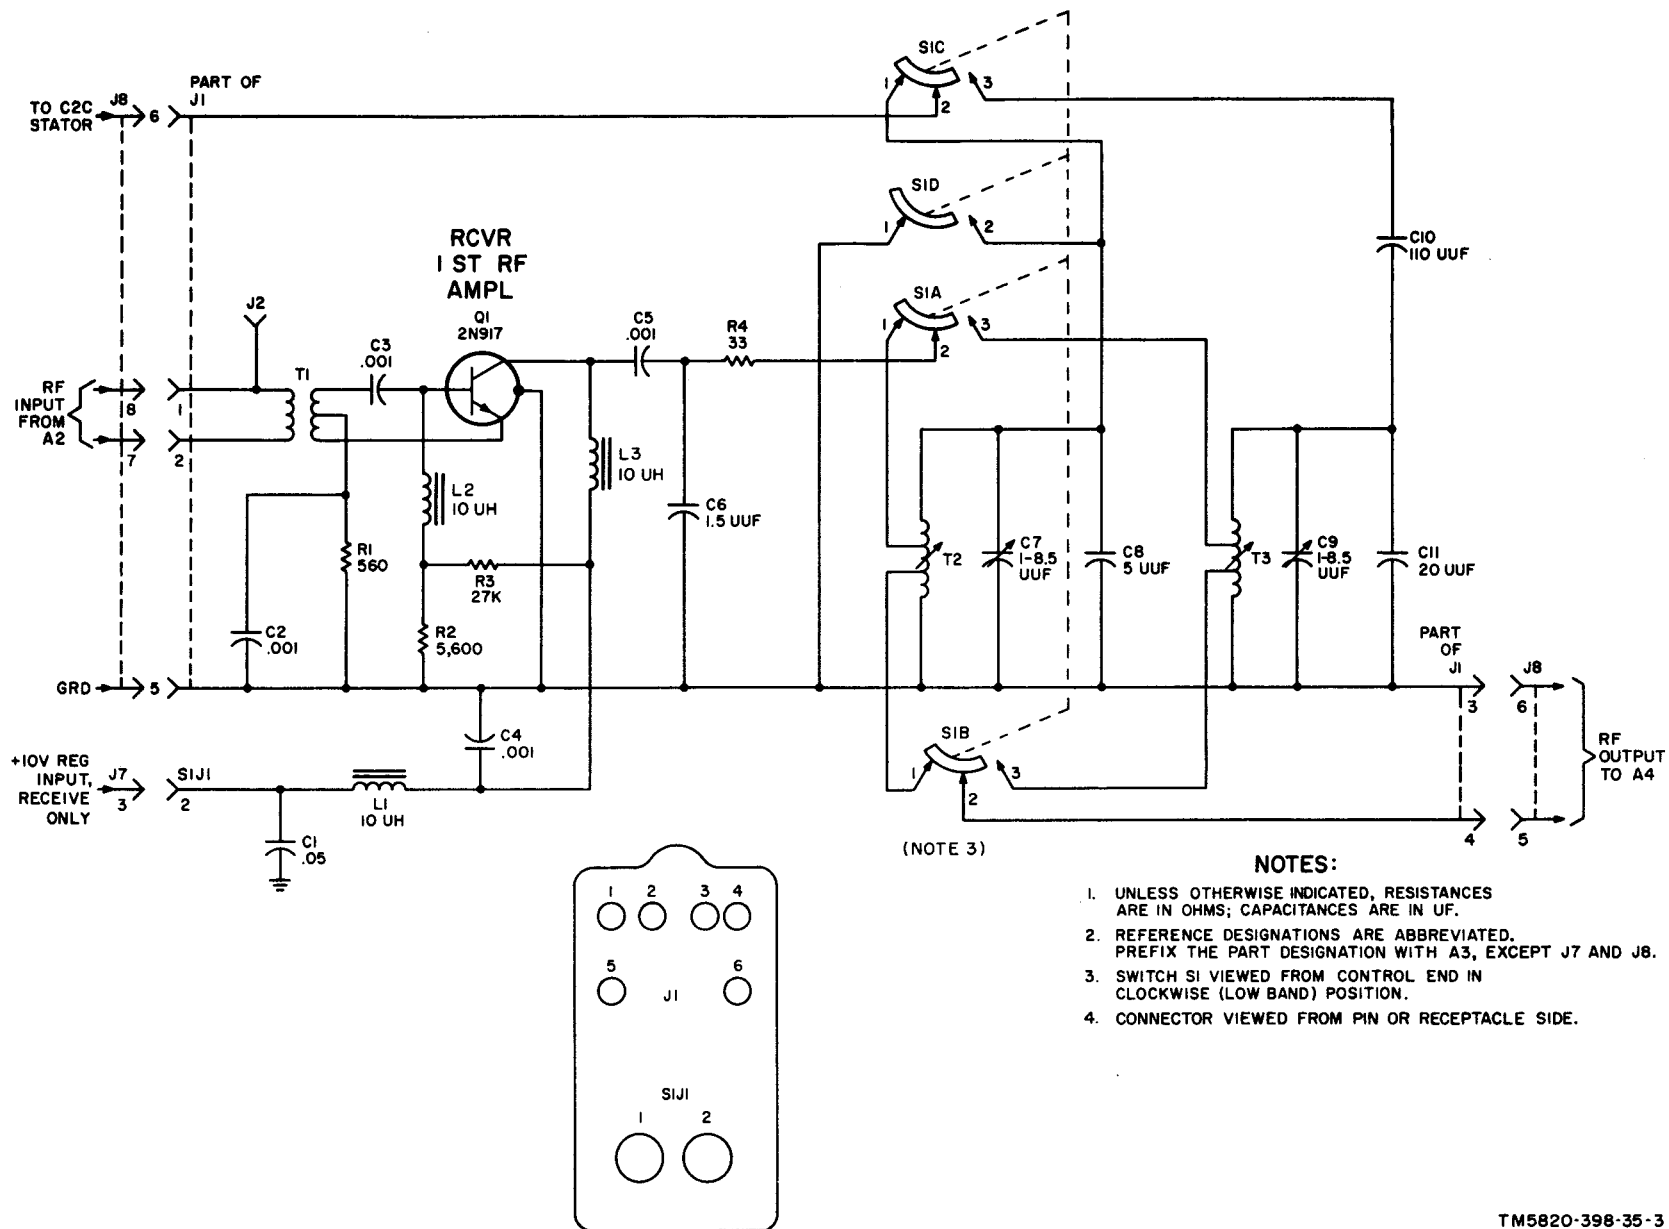 S1C
1
3
2
PART OF
J8
J1
TO C2C
STATOR
6
S1D
1
2
C10
110 UUF
RCVR
1 ST RF
AMPL
Q1
2N917
S1A
1
3
2
J2
C3
.001
C5
.001
R4
33
T1
RF
INPUT
FROM
A2
8
1
7
2
L3
10 UH
L2
10 UH
C6
1.5 UUF
R1
560
R3
27K
T2
C7
1-8.5
UUF
C8
5 UUF
T3
C9
1-8.5
UUF
C11
20 UUF
C2
.001
R2
5,600
PART
OF
J1
J8
GRD
5
3
6
C4
.001
S1B
1
3
2
+10V REG
INPUT,
RECEIVE
ONLY
J7
S1J1
3
2
L1
10 UH
RF
OUTPUT
TO A4
4
5
C1
.05
(NOTE 3)
NOTES:
1. UNLESS OTHERWISE INDICATED, RESISTANCES
ARE IN OHMS; CAPACITANCES ARE IN UF.
2. REFERENCE DESIGNATIONS ARE ABBREVIATED.
PREFIX THE PART DESIGNATION WITH A3, EXCEPT J7 AND J8.
3. SWITCH S1 VIEWED FROM CONTROL END IN
CLOCKWISE (LOW BAND) POSITION.
4. CONNECTOR VIEWED FROM PIN OR RECEPTACLE SIDE.
1 2 3 4
5 6
J1
S1J1
1 2
TM5820-398-35-3